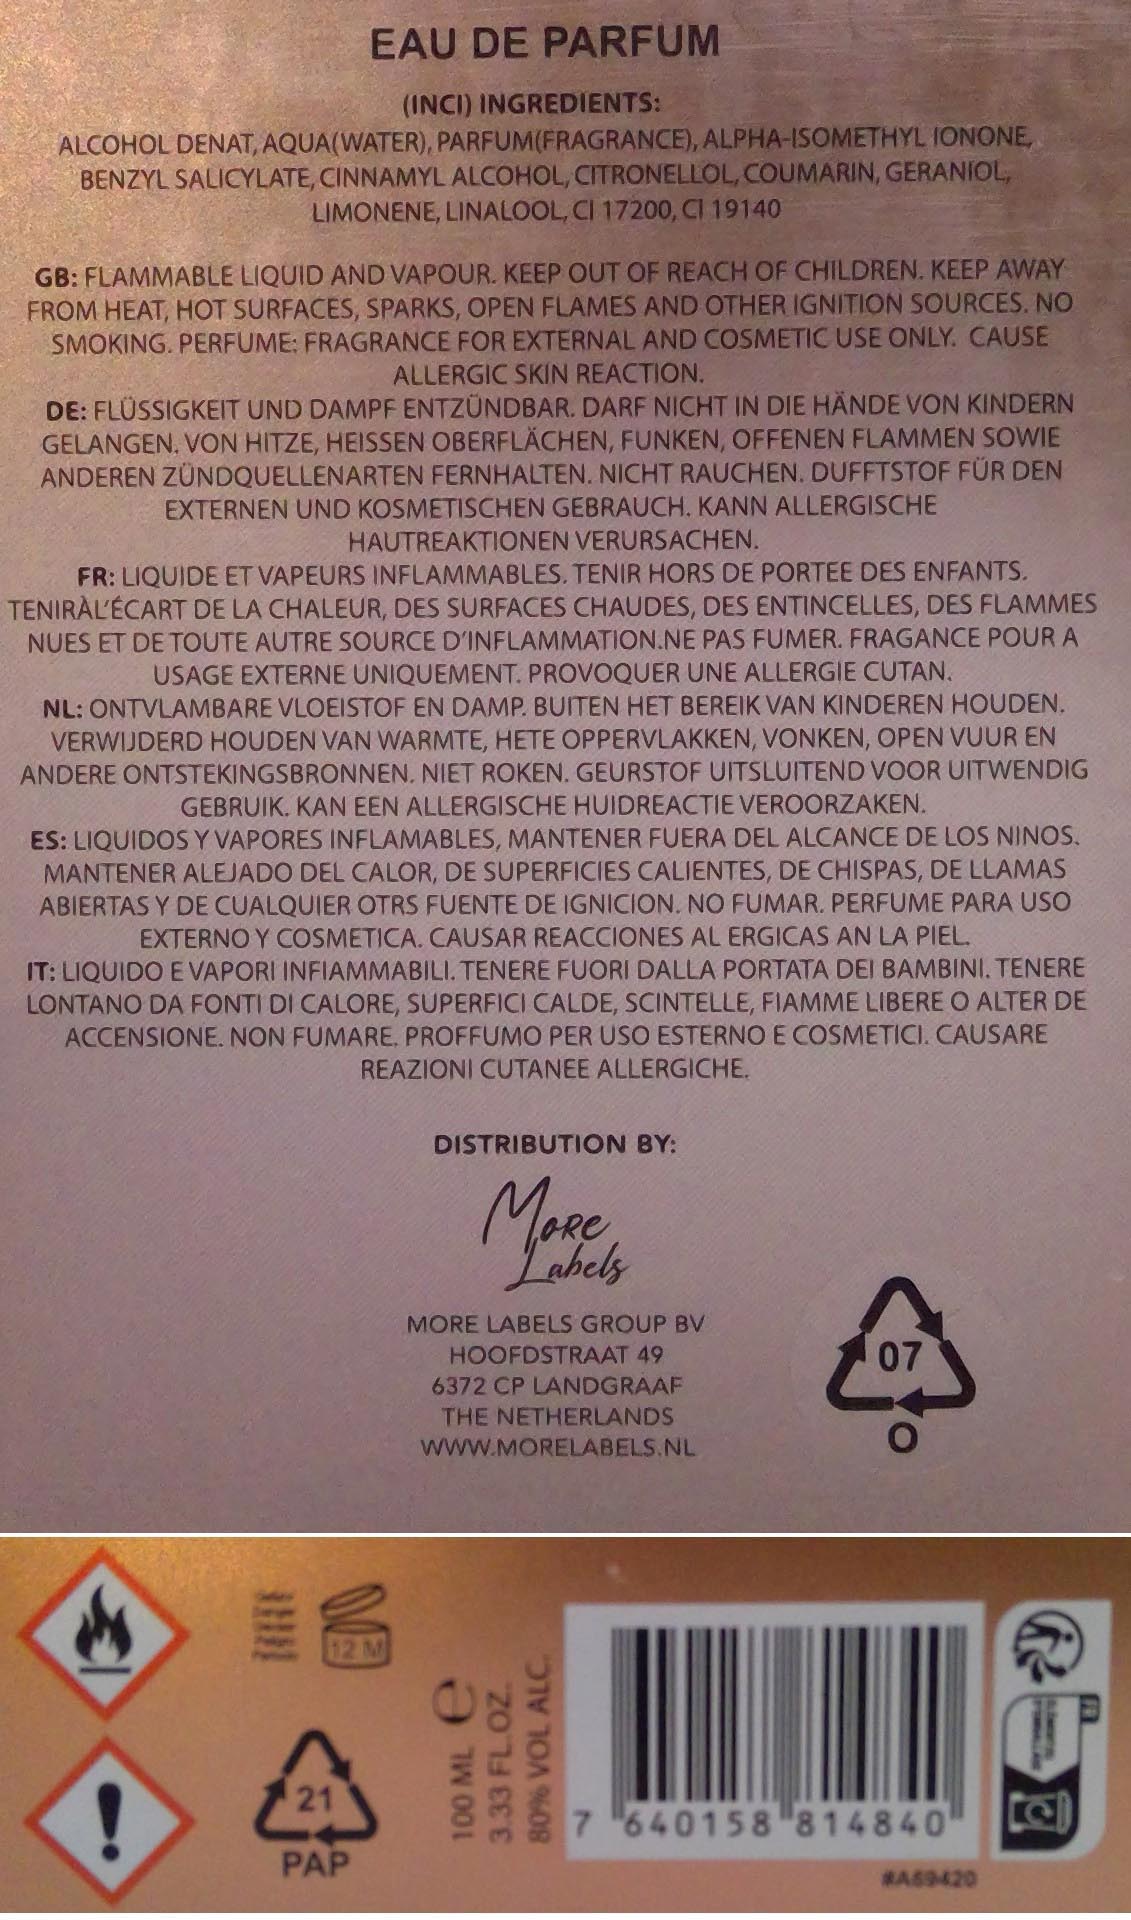 EAU DE PARFUM
(INCI) INGREDIENTS:
ALCOHOL DENAT, AQUA(WATER), PARFUM(FRAGRANCE), ALPHA-ISOMETHYL IONONE,
BENZYL SALICYLATE, CINNAMYL ALCOHOL, CITRONELLOL, COUMARIN, GERANIOL,
LIMONENE, LINALOOL, CI 17200, CI 19140
GB: FLAMMABLE LIQUID AND VAPOUR. KEEP OUT OF REACH OF CHILDREN. KEEP AWAY
FROM HEAT, HOT SURFACES, SPARKS, OPEN FLAMES AND OTHER IGNITION SOURCES. NO
SMOKING. PERFUME: FRAGRANCE FOR EXTERNAL AND COSMETIC USE ONLY. CAUSE
ALLERGIC SKIN REACTION.
DE: FLÜSSIGKEIT UND DAMPF ENTZÜNDBAR. DARF NICHT IN DIE HÄNDE VON KINDERN
GELANGEN. VON HITZE, HEISSEN OBERFLÄCHEN, FUNKEN, OFFENEN FLAMMEN SOWIE
ANDEREN ZÜNDQUELLENARTEN FERNHALTEN. NICHT RAUCHEN. DUFFTSTOF FÜR DEN
EXTERNEN UND KOSMETISCHEN GEBRAUCH. KANN ALLERGISCHE
HAUTREAKTIONEN VERURSACHEN.
FR: LIQUIDE ET VAPEURS INFLAMMABLES. TENIR HORS DE PORTEE DES ENFANTS.
TENIRÀL'ÉCART DE LA CHALEUR, DES SURFACES CHAUDES, DES ENTINCELLES, DES FLAMMES
NUES ET DE TOUTE AUTRE SOURCE D'INFLAMMATION.NE PAS FUMER. FRAGANCE POUR A
USAGE EXTERNE UNIQUEMENT. PROVOQUER UNE ALLERGIE CUTAN.
NL: ONTVLAMBARE VLOEISTOF EN DAMP. BUITEN HET BEREIK VAN KINDEREN HOUDEN.
VERWIJDERD HOUDEN VAN WARMTE, HETE OPPERVLAKKEN, VONKEN, OPEN VUUR EN
ANDERE ONTSTEKINGSBRONNEN. NIET ROKEN. GEURSTOF UITSLUITEND VOOR UITWENDIG
GEBRUIK. KAN EEN ALLERGISCHE HUIDREACTIE VEROORZAKEN.
ES: LIQUIDOS Y VAPORES INFLAMABLES, MANTENER FUERA DEL ALCANCE DE LOS NINOS.
MANTENER ALEJADO DEL CALOR, DE SUPERFICIES CALIENTES, DE CHISPAS, DE LLAMAS
ABIERTAS Y DE CUALQUIER OTRS FUENTE DE IGNICION. NO FUMAR. PERFUME PARA USO
EXTERNO Y COSMETICA. CAUSAR REACCIONES AL ERGICAS AN LA PIEL.
IT: LIQUIDO E VAPORI INFIAMMABILI. TENERE FUORI DALLA PORTATA DEI BAMBINI. TENERE
LONTANO DA FONTI DI CALORE, SUPERFICI CALDE, SCINTELLE, FIAMME LIBERE O ALTER DE
ACCENSIONE. NON FUMARE. PROFFUMO PER USO ESTERNO E COSMETICI. CAUSARE
REAZIONI CUTANEE ALLERGICHE.
DISTRIBUTION BY:
More
Labels
MORE LABELS GROUP BV
HOOFDSTRAAT 49
6372 CP LANDGRAAF
THE NETHERLANDS
WWW.MORELABELS.NL
07
O
12 M
21
PAP
100 ML e
3.33 FL.OZ.
80% VOL ALC.
7 640158 814840
#A69420
FR